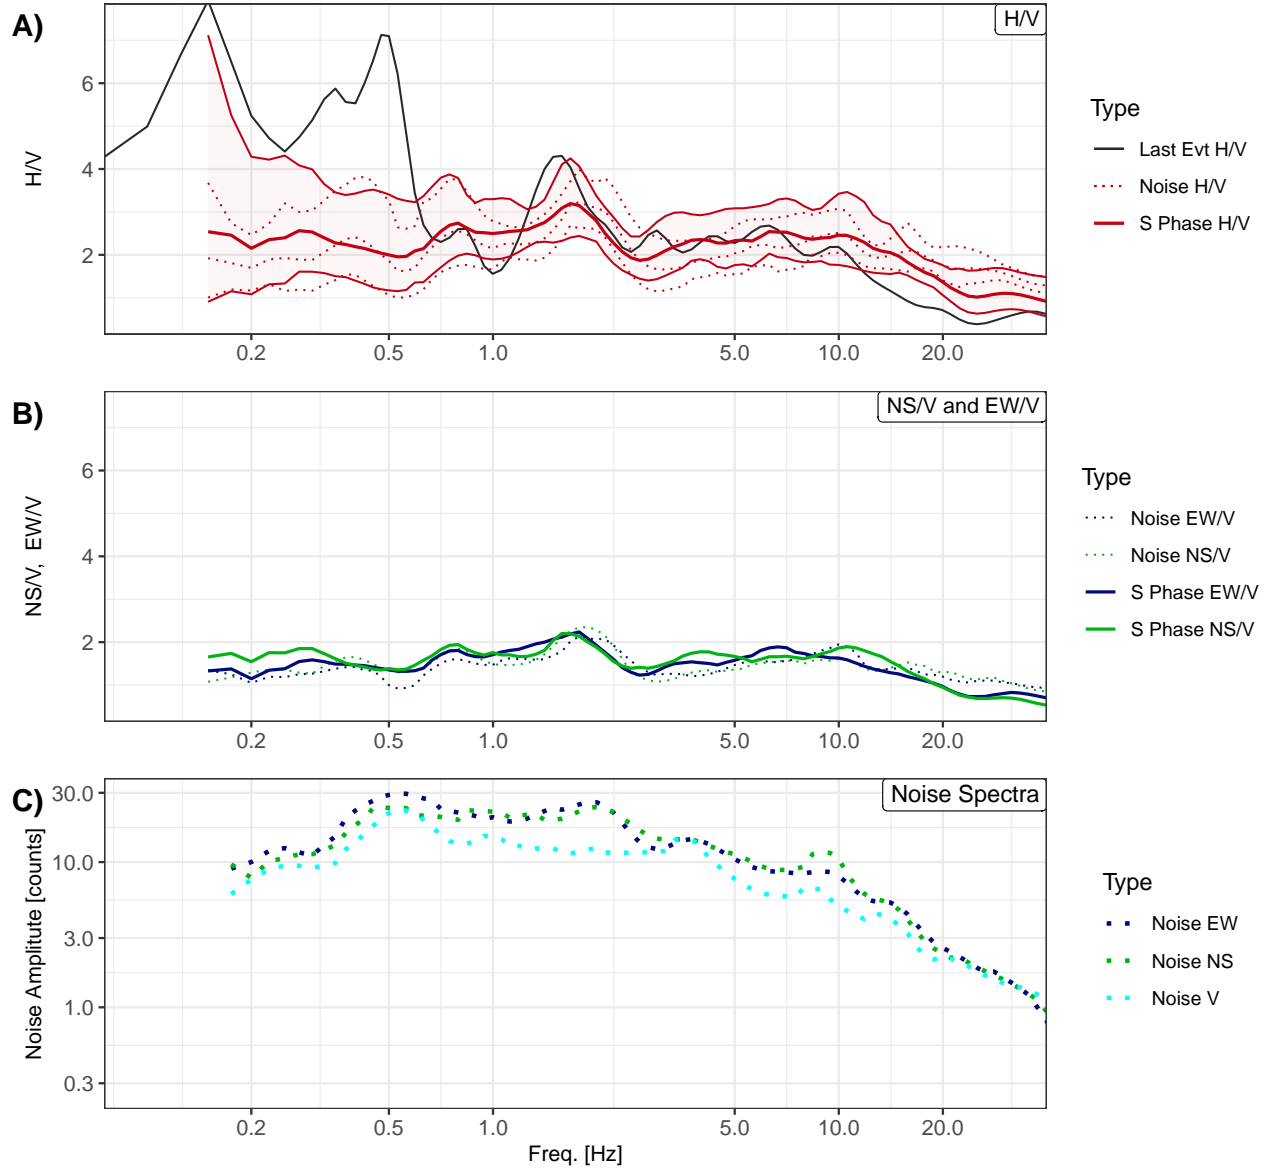 A)
H/V
6
4
2
H/V
0.2
0.5
1.0
5.0
10.0
20.0
Type
Last Evt H/V
Noise H/V
S Phase H/V
B)
NS/V and EW/V
6
4
2
NS/V, EW/V
0.2
0.5
1.0
5.0
10.0
20.0
Type
Noise EW/V
Noise NS/V
S Phase EW/V
S Phase NS/V
C)
Noise Spectra
30.0
10.0
3.0
1.0
0.3
Noise Amplitude [counts]
0.2
0.5
1.0
5.0
10.0
20.0
Freq. [Hz]
Type
Noise EW
Noise NS
Noise V